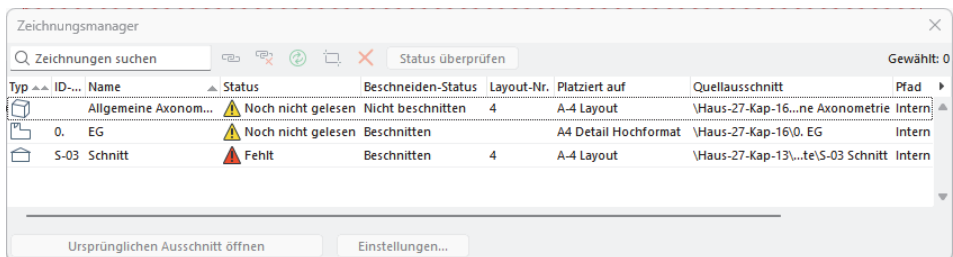 Zeichnungsmanager
Zeichnungen suchen Status überprüfen Gewählt: 0
Typ ID-... Name Status Beschneiden-Status Layout-Nr. Platziert auf Quellausschnitt Pfad
Allgemeine Axonom... Noch nicht gelesen Nicht beschnitten 4 A-4 Layout \Haus-27-Kap-16...ne Axonometrie Intern
0. EG Noch nicht gelesen Beschnitten A4 Detail Hochformat \Haus-27-Kap-16\0. EG Intern
S-03 Schnitt Fehlt Beschnitten 4 A-4 Layout \Haus-27-Kap-13\...te\S-03 Schnitt Intern
Ursprünglichen Ausschnitt öffnen Einstellungen...